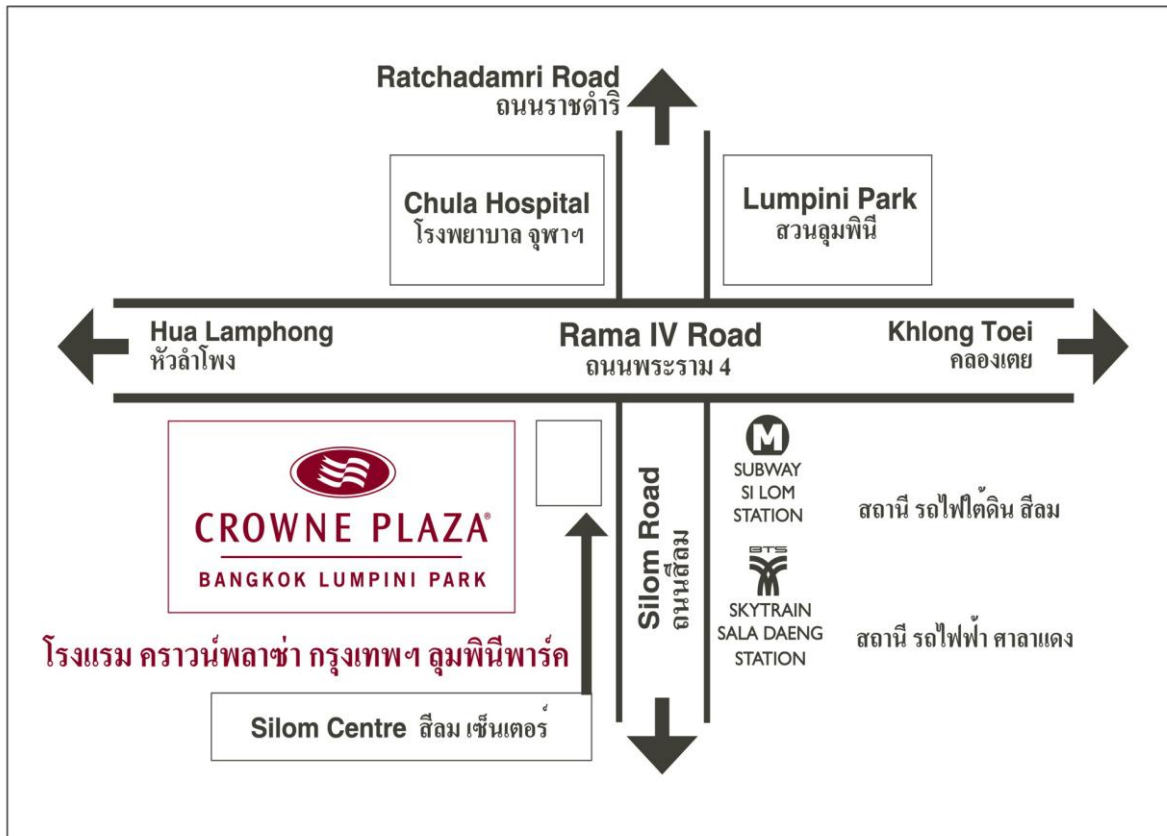 Ratchadamri Road
ถนนราชดำริ
Chula Hospital
โรงพยาบาล จุฬาฯ
Lumpini Park
สวนลุมพินี
Hua Lamphong
หัวลำโพง
Rama IV Road
ถนนพระราม 4
Khlong Toei
คลองเตย
CROWNE PLAZA®
BANGKOK LUMPINI PARK
โรงแรม คราวน์พลาซ่า กรุงเทพฯ ลุมพินีพาร์ค
Silom Centre สีลม เซ็นเตอร์
Silom Road
ถนนสีลม
M
SUBWAY
SI LOM
STATION
สถานี รถไฟใต้ดิน สีลม
BTS
SKYTRAIN
SALA DAENG
STATION
สถานี รถไฟฟ้า ศาลาแดง